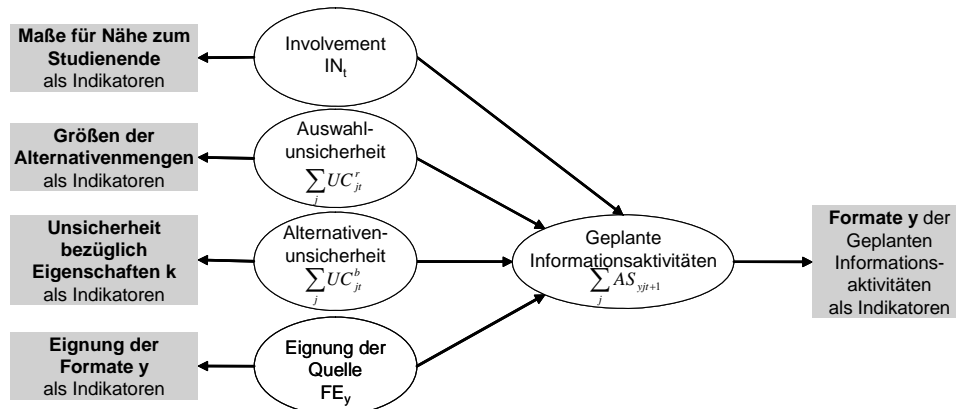 Maße für Nähe zum
Studienende
als Indikatoren
Involvement
IN_t
Größen der
Alternativenmengen
als Indikatoren
Auswahl-
unsicherheit
∑_j UC^r_jt
Unsicherheit
bezüglich
Eigenschaften k
als Indikatoren
Alternativen-
unsicherheit
∑_j UC^b_jt
Eignung der
Formate y
als Indikatoren
Eignung der
Quelle
FE_y
Geplante
Informationsaktivitäten
∑_j AS_yjt+1
Formate y der
Geplanten
Informations-
aktivitäten
als Indikatoren